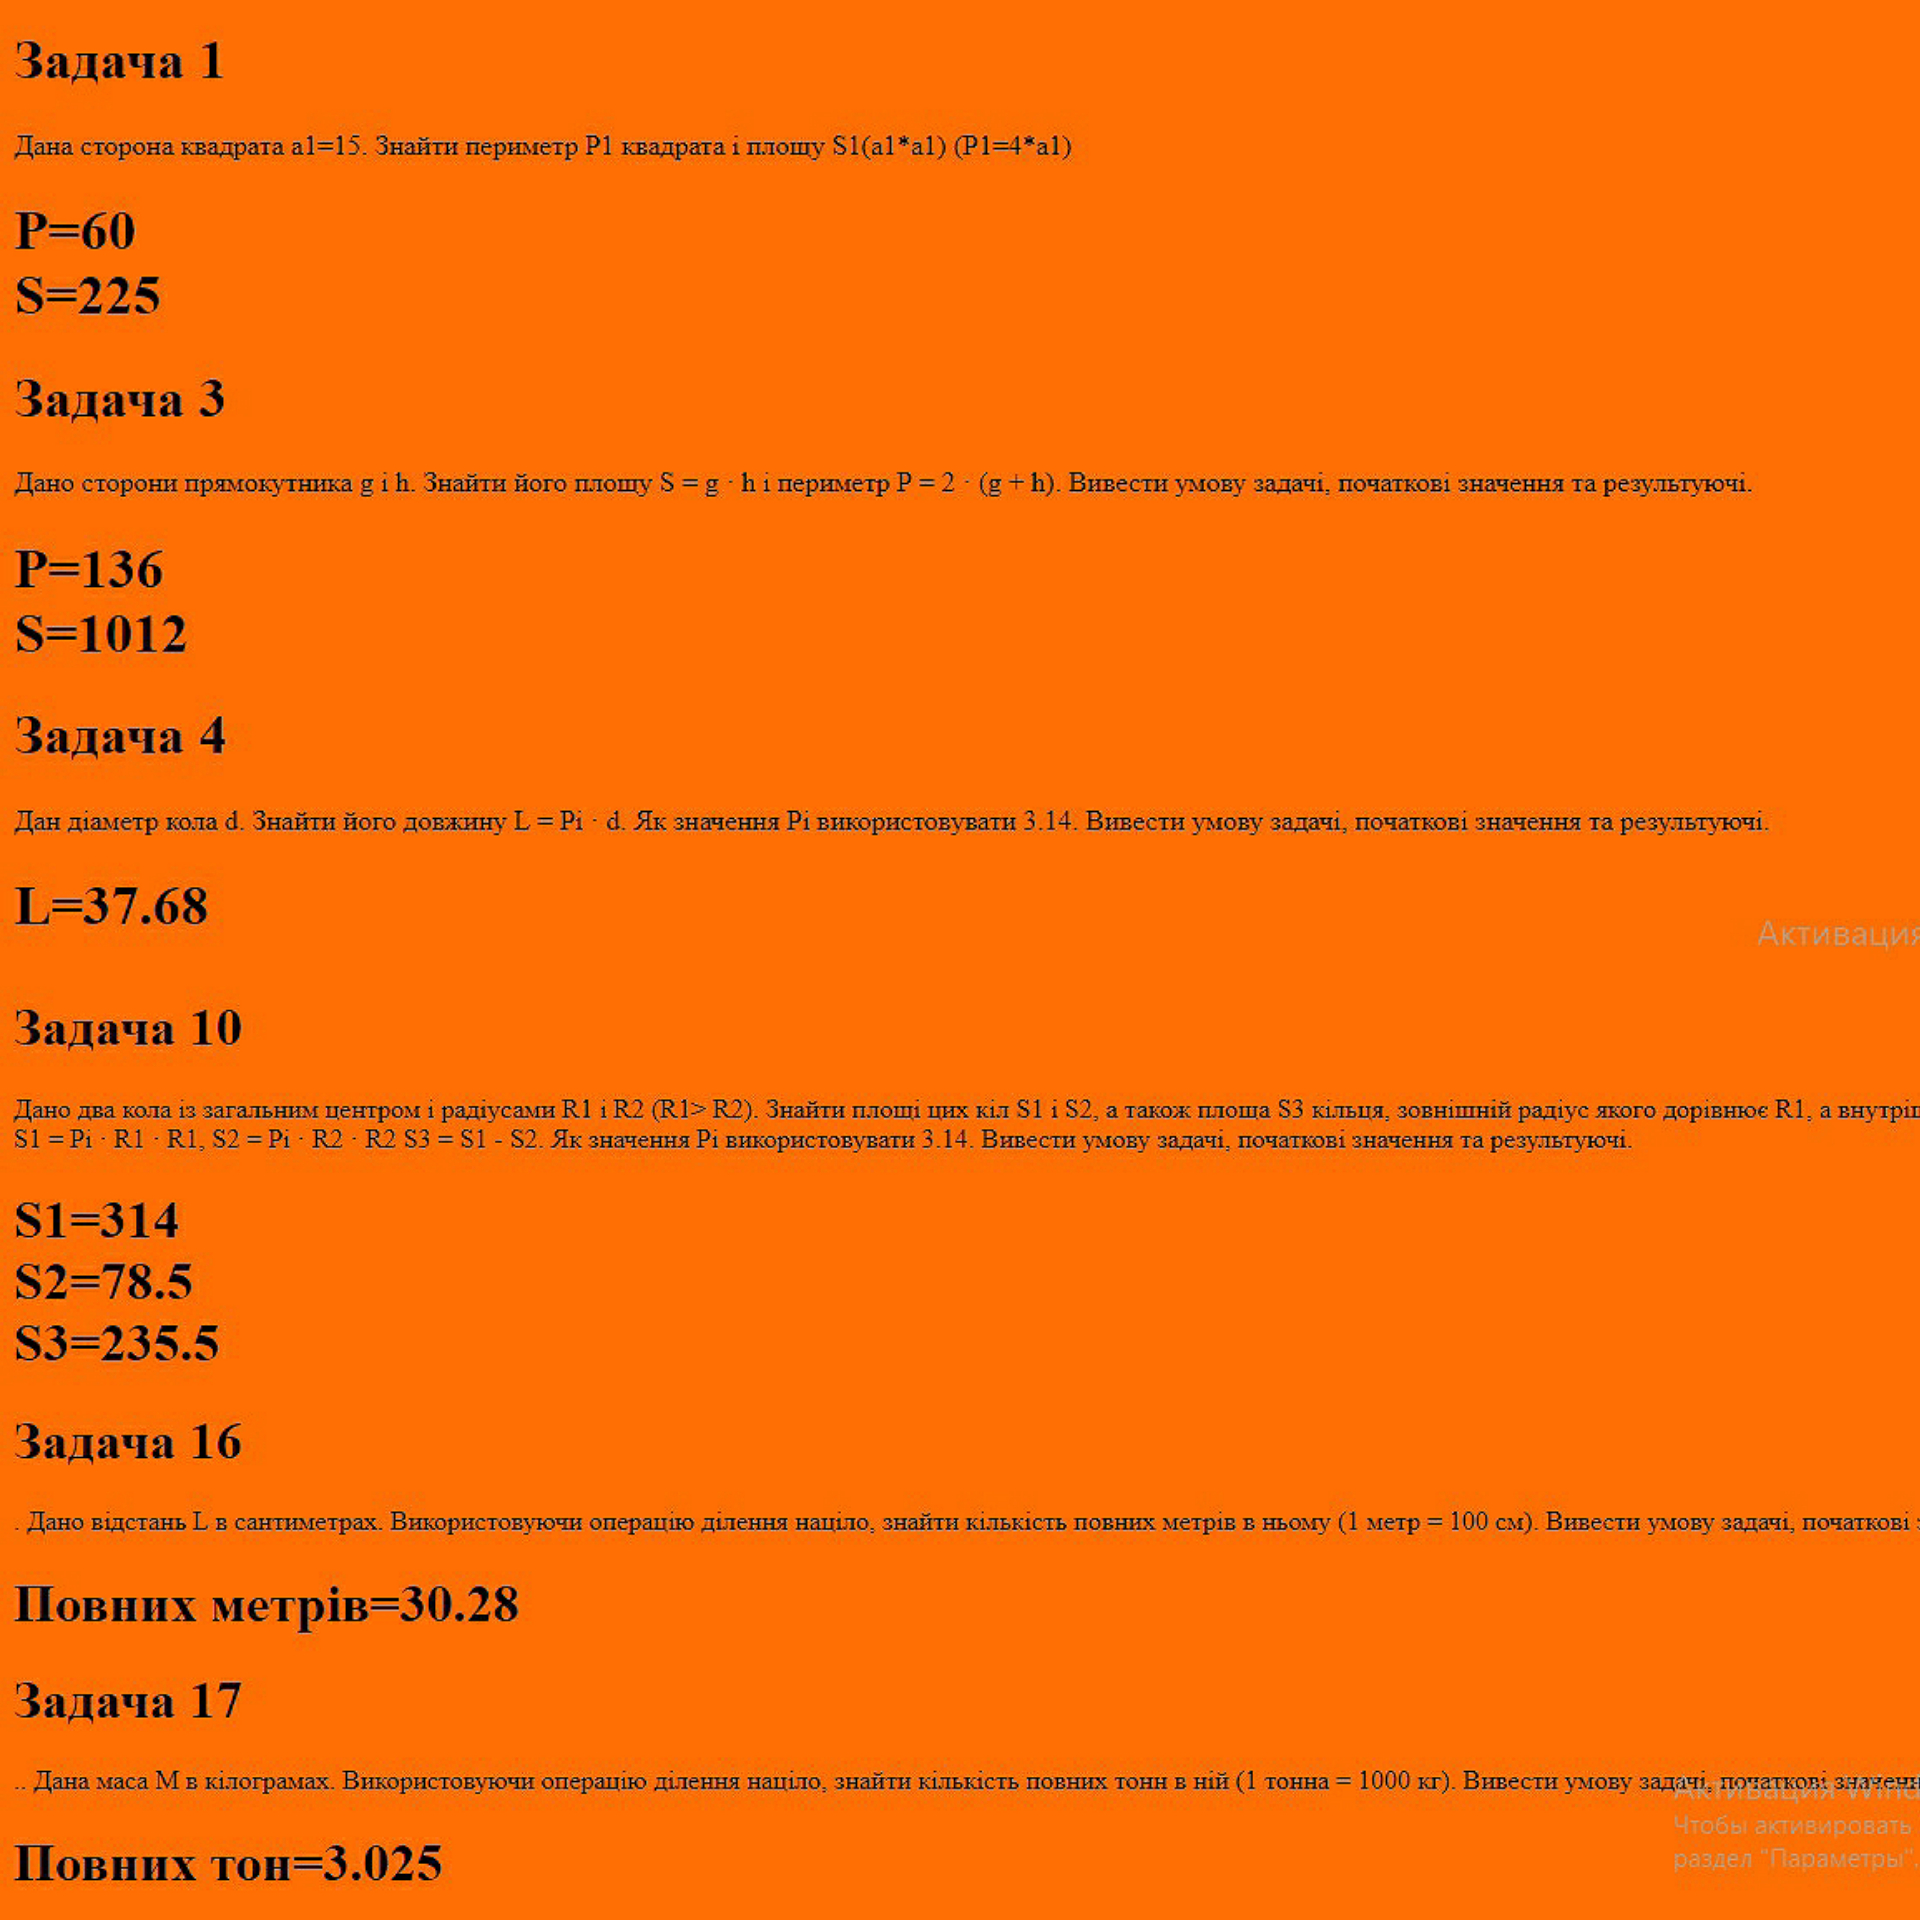 Задача 1
Дана сторона квадрата a1=15. Знайти периметр P1 квадрата і площу S1(a1*a1) (P1=4*a1)
P=60
S=225
Задача 3
Дано сторони прямокутника g і h. Знайти його площу S = g · h і периметр P = 2 · (g + h). Вивести умову задачі, початкові значення та результуючі.
P=136
S=1012
Задача 4
Дан діаметр кола d. Знайти його довжину L = Pi · d. Як значення Pi використовувати 3.14. Вивести умову задачі, початкові значення та результуючі.
L=37.68
Активация
Задача 10
Дано два кола із загальним центром і радіусами R1 і R2 (R1> R2). Знайти площі цих кіл S1 і S2, а також площа S3 кільця, зовнішній радіус якого дорівнює R1, а
S1 = Pi · R1 · R1, S2 = Pi · R2 · R2 S3 = S1 - S2. Як значення Pi використовувати 3.14. Вивести умову задачі, початкові значення та результуючі.
S1=314
S2=78.5
S3=235.5
Задача 16
. Дано відстань L в сантиметрах. Використовуючи операцію ділення націло, знайти кількість повних метрів в ньому (1 метр = 100 см). Вивести умову задачі, початкові
Повних метрів=30.28
Задача 17
.. Дана маса M в кілограмах. Використовуючи операцію ділення націло, знайти кількість повних тонн в ній (1 тонна = 1000 кг). Вивести умову задачі, початкові
Активация
Чтобы активировать
раздел "Параметры".
Повних тон=3.025